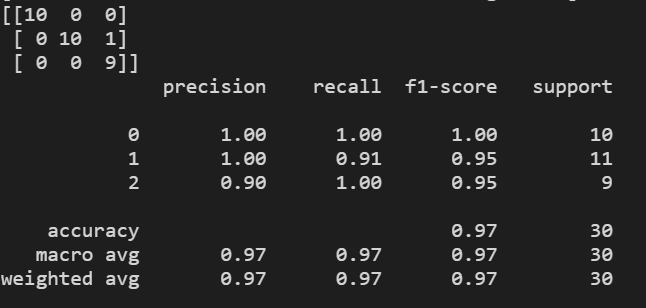 [[10  0  0]
 [ 0 10  1]
 [ 0  0  9]]
              precision    recall  f1-score   support

           0       1.00      1.00      1.00        10
           1       1.00      0.91      0.95        11
           2       0.90      1.00      0.95         9

    accuracy                           0.97        30
   macro avg       0.97      0.97      0.97        30
weighted avg       0.97      0.97      0.97        30